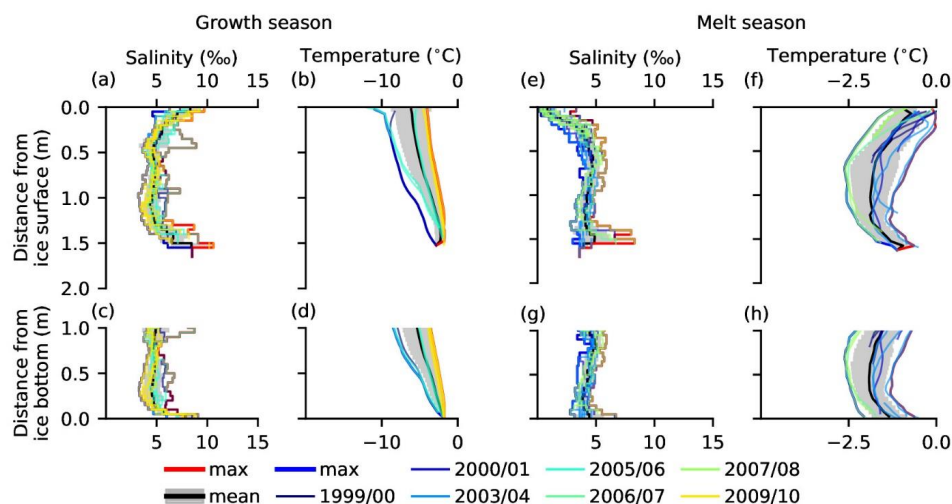 Growth season Melt season
Salinity (‰) Temperature (°C) Salinity (‰) Temperature (°C)
(a) 5 10 15 (b) −10 0 (e) 5 10 15 (f) −2.5 0.0
Distance from
ice surface (m)
0.0
0.5
1.0
1.5
2.0
(c) (d) (g) (h)
Distance from
ice bottom (m)
1.0
0.5
0.0
5 10 15 −10 0 5 10 15 −2.5 0.0
max max 2000/01 2005/06 2007/08
mean 1999/00 2003/04 2006/07 2009/10